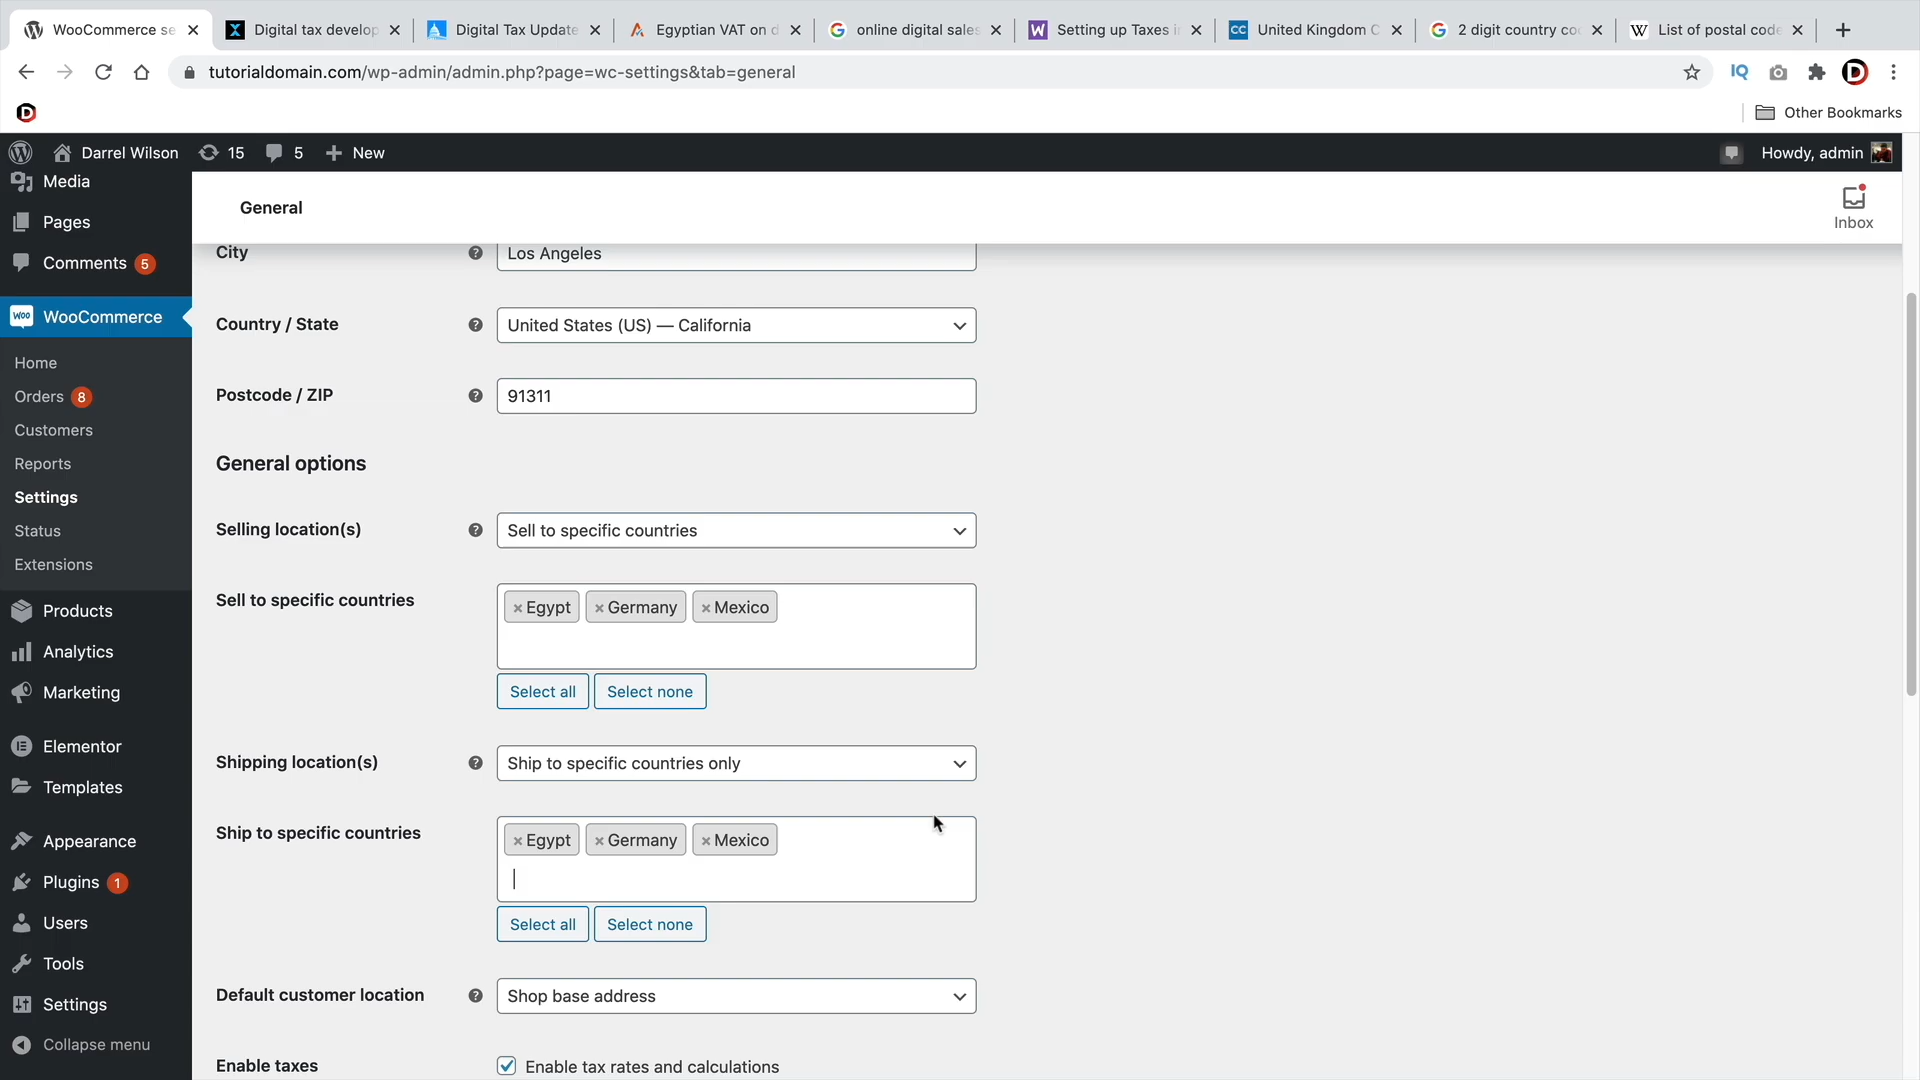 WooCommerce se
Digital tax develop
Digital Tax Update
Egyptian VAT on d
online digital sales
Setting up Taxes i
United Kingdom C
2 digit country co
List of postal code
tutorialdomain.com/wp-admin/admin.php?page=wc-settings&tab=general
IQ
D
D
Other Bookmarks
Darrel Wilson
15
5
New
Howdy, admin
Media
Pages
Comments 5
WooCommerce
Home
Orders 8
Customers
Reports
Settings
Status
Extensions
Products
Analytics
Marketing
Elementor
Templates
Appearance
Plugins 1
Users
Tools
Settings
Collapse menu
General
Inbox
City
Los Angeles
Country / State
United States (US) — California
Postcode / ZIP
91311
General options
Selling location(s)
Sell to specific countries
Sell to specific countries
×Egypt ×Germany ×Mexico
Select all Select none
Shipping location(s)
Ship to specific countries only
Ship to specific countries
×Egypt ×Germany ×Mexico
Select all Select none
Default customer location
Shop base address
Enable taxes
Enable tax rates and calculations